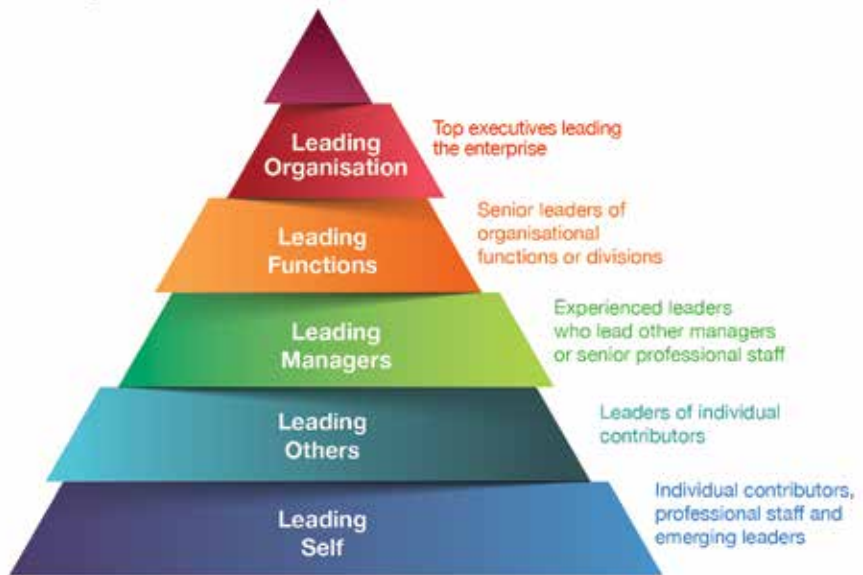 Leading
Organisation
Top executives leading
the enterprise
Leading
Functions
Senior leaders of
organisational
functions or divisions
Leading
Managers
Experienced leaders
who lead other managers
or senior professional staff
Leading
Others
Leaders of individual
contributors
Leading
Self
Individual contributors,
professional staff and
emerging leaders